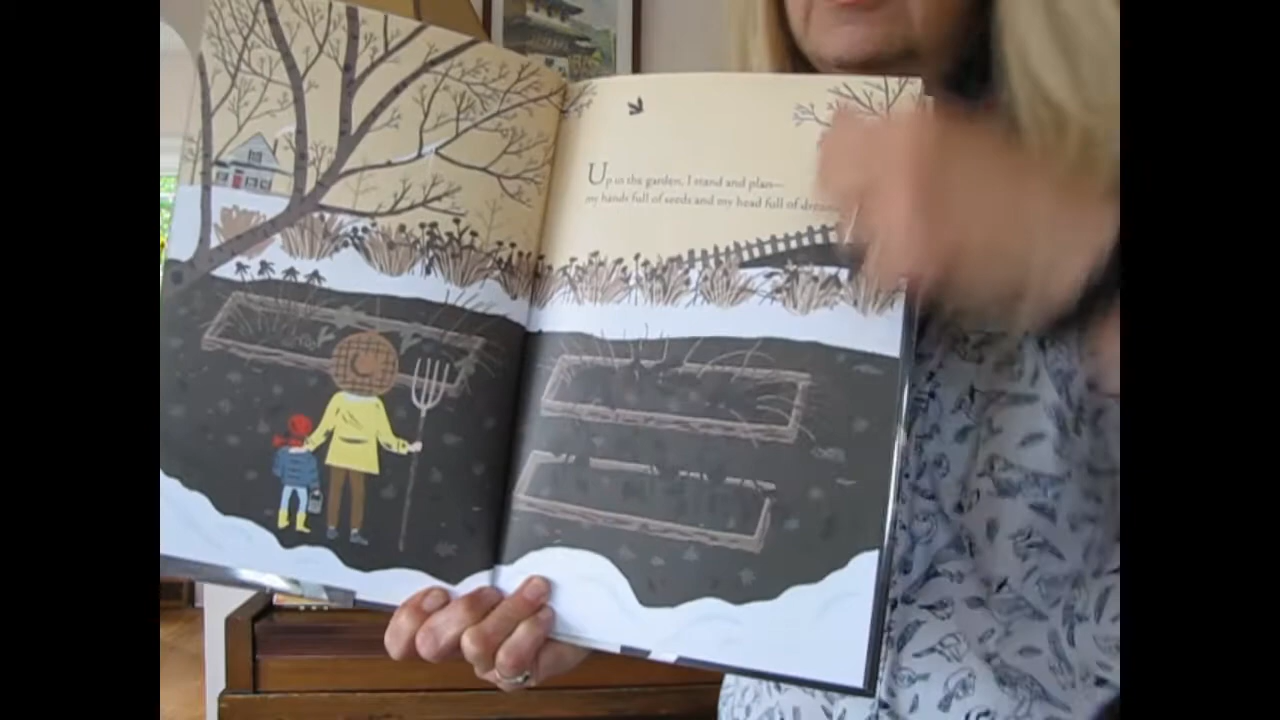 Up in the garden, I stand and plan—
my hands full of seeds and my head full of